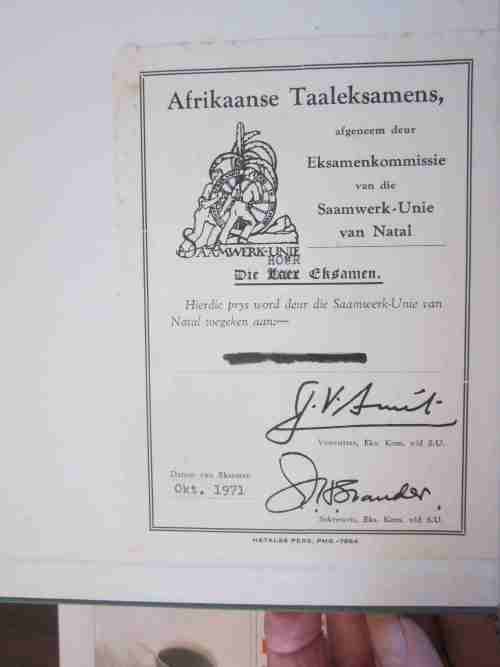 Afrikaanse Taaleksamens,
afgeneem deur
Eksamenkommissie
van die
Saamwerk-Unie
van Natal
SAAMWERK-UNIE
HOËR
Die Laer Eksamen.
Hierdie prys word deur die Saamwerk-Unie van
Natal toegeken aan:—
Voorsitter, Eks. Kom. v/d S.U.
Datum van Eksamen
Okt. 1971
Sekretaris, Eks. Kom. v/d S.U.
NATALSE PERS, PMB.-7864